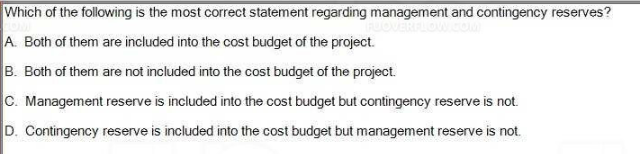 Which of the following is the most correct statement regarding management and contingency reserves?
A. Both of them are included into the cost budget of the project.
B. Both of them are not included into the cost budget of the project.
C. Management reserve is included into the cost budget but contingency reserve is not.
D. Contingency reserve is included into the cost budget but management reserve is not.